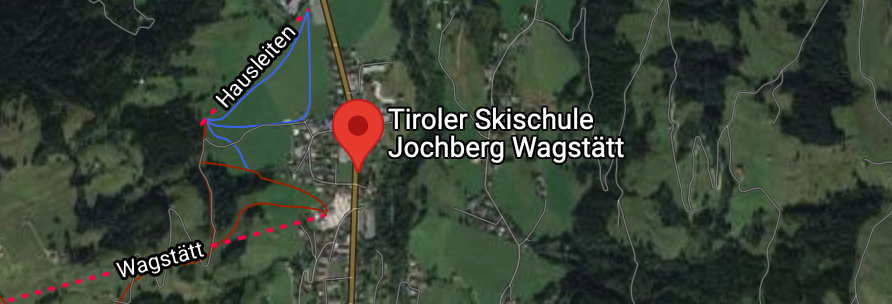 Hausleiten
Tiroler Skischule
Jochberg Wagstätt
Wagstätt